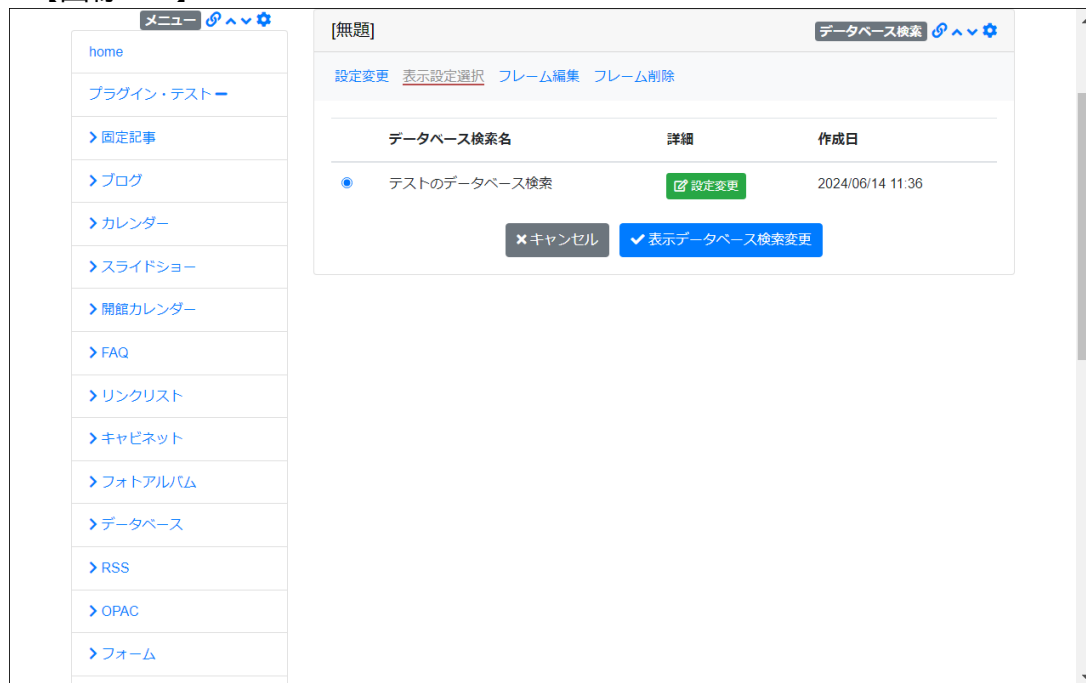 メニュー
home
プラグイン・テスト
固定記事
ブログ
カレンダー
スライドショー
開館カレンダー
FAQ
リンクリスト
キャビネット
フォトアルバム
データベース
RSS
OPAC
フォーム
[無題]
データベース検索
設定変更 表示設定選択 フレーム編集 フレーム削除
データベース検索名 詳細 作成日
テストのデータベース検索 設定変更 2024/06/14 11:36
キャンセル 表示データベース検索変更